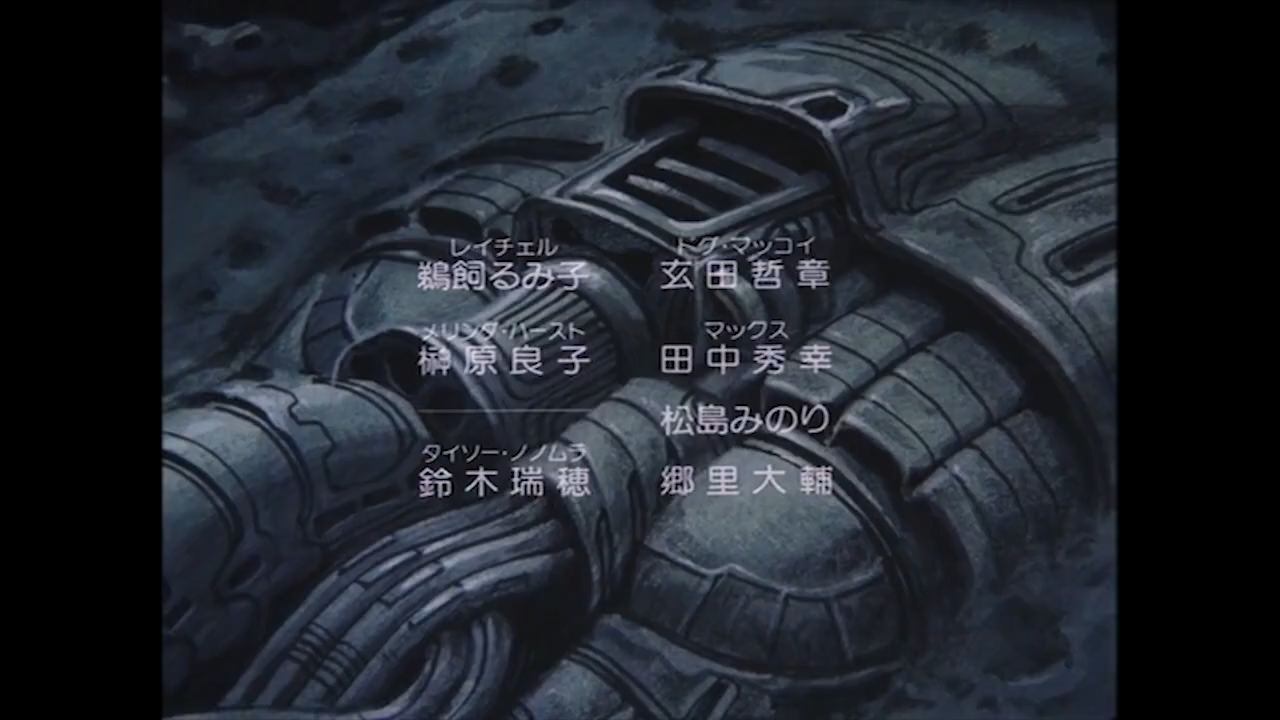 レイチェル
鵜飼るみ子
メリンダ・ハースト
榊原良子
タイソー・ノノムラ
鈴木瑞穂
ドグ・マッコイ
玄田哲章
マックス
田中秀幸
松島みのり
郷里大輔